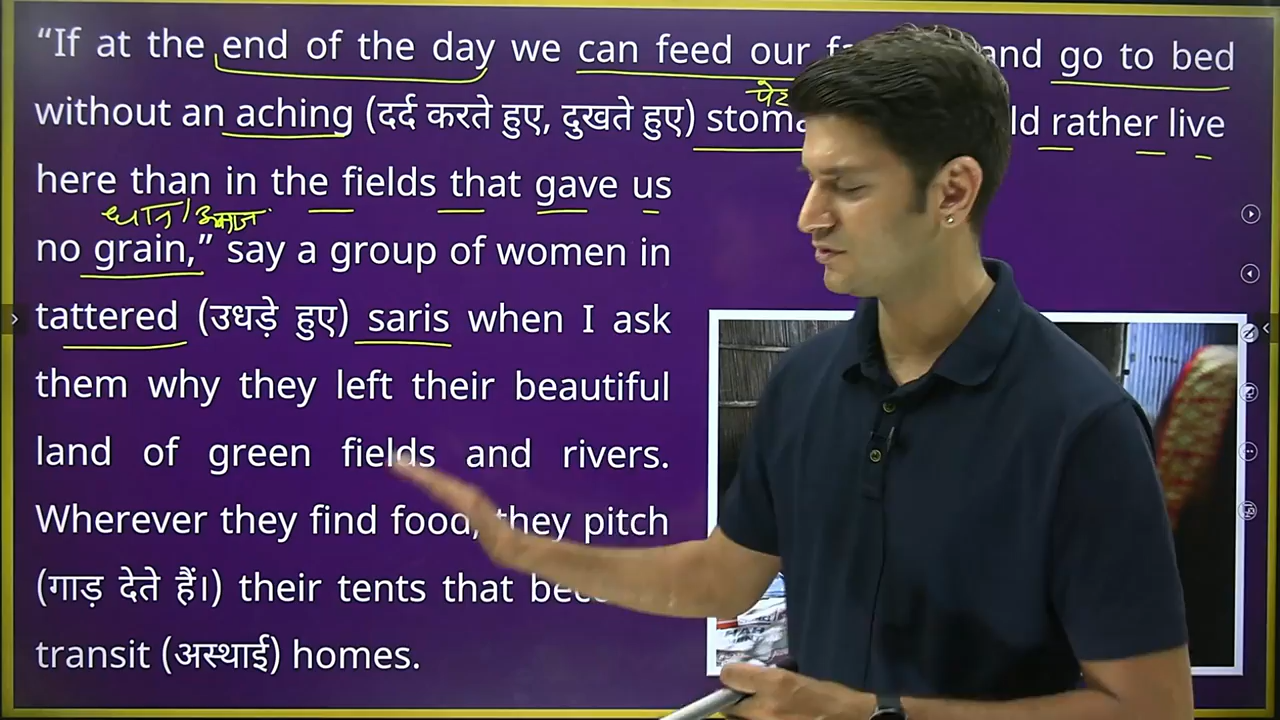 “If at the end of the day we can feed our and go to bed
without an aching (दर्द करते हुए, दुखते हुए) rather live
here than in the fields that gave us
धान/अनाज
no grain,” say a group of women in
tattered (उधड़े हुए) saris when I ask
them why they left their beautiful
land of green fields and rivers.
Wherever they find food, they pitch
(गाड़ देते हैं।) their tents that
transit (अस्थाई) homes.